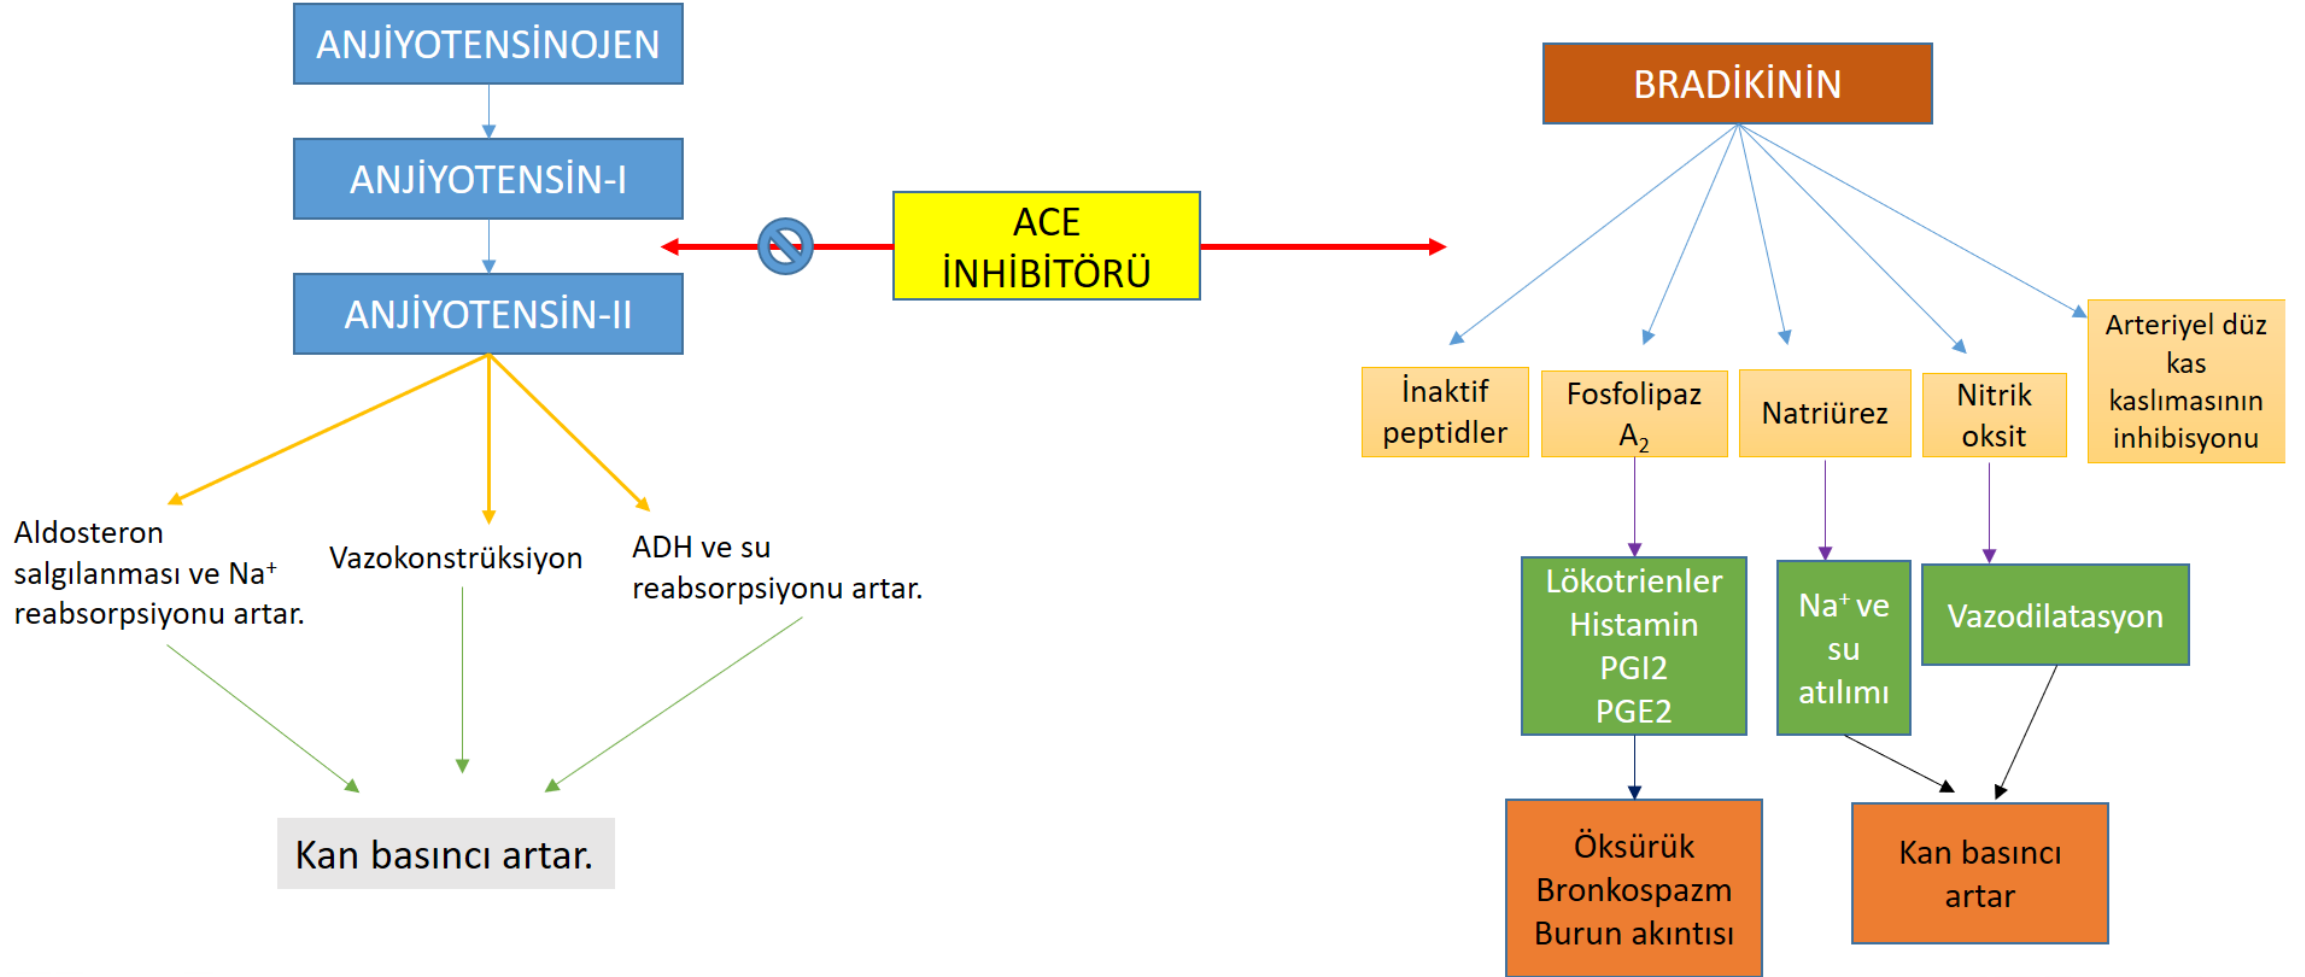 ANJİYOTENSİNOJEN
ANJİYOTENSİN-I
ANJİYOTENSİN-II
Aldosteron
salgılanması ve Na⁺
reabsorpsiyonu artar.
Vazokonstrüksiyon
ADH ve su
reabsorpsiyonu artar.
Kan basıncı artar.
ACE
İNHİBİTÖRÜ
BRADİKİNİN
İnaktif
peptidler
Fosfolipaz
A₂
Natriürez
Nitrik
oksit
Arteriyel düz
kas
kaslımasının
inhibisyonu
Lökotrienler
Histamin
PGI2
PGE2
Na⁺ ve
su
atılımı
Vazodilatasyon
Öksürük
Bronkospazm
Burun akıntısı
Kan basıncı
artar